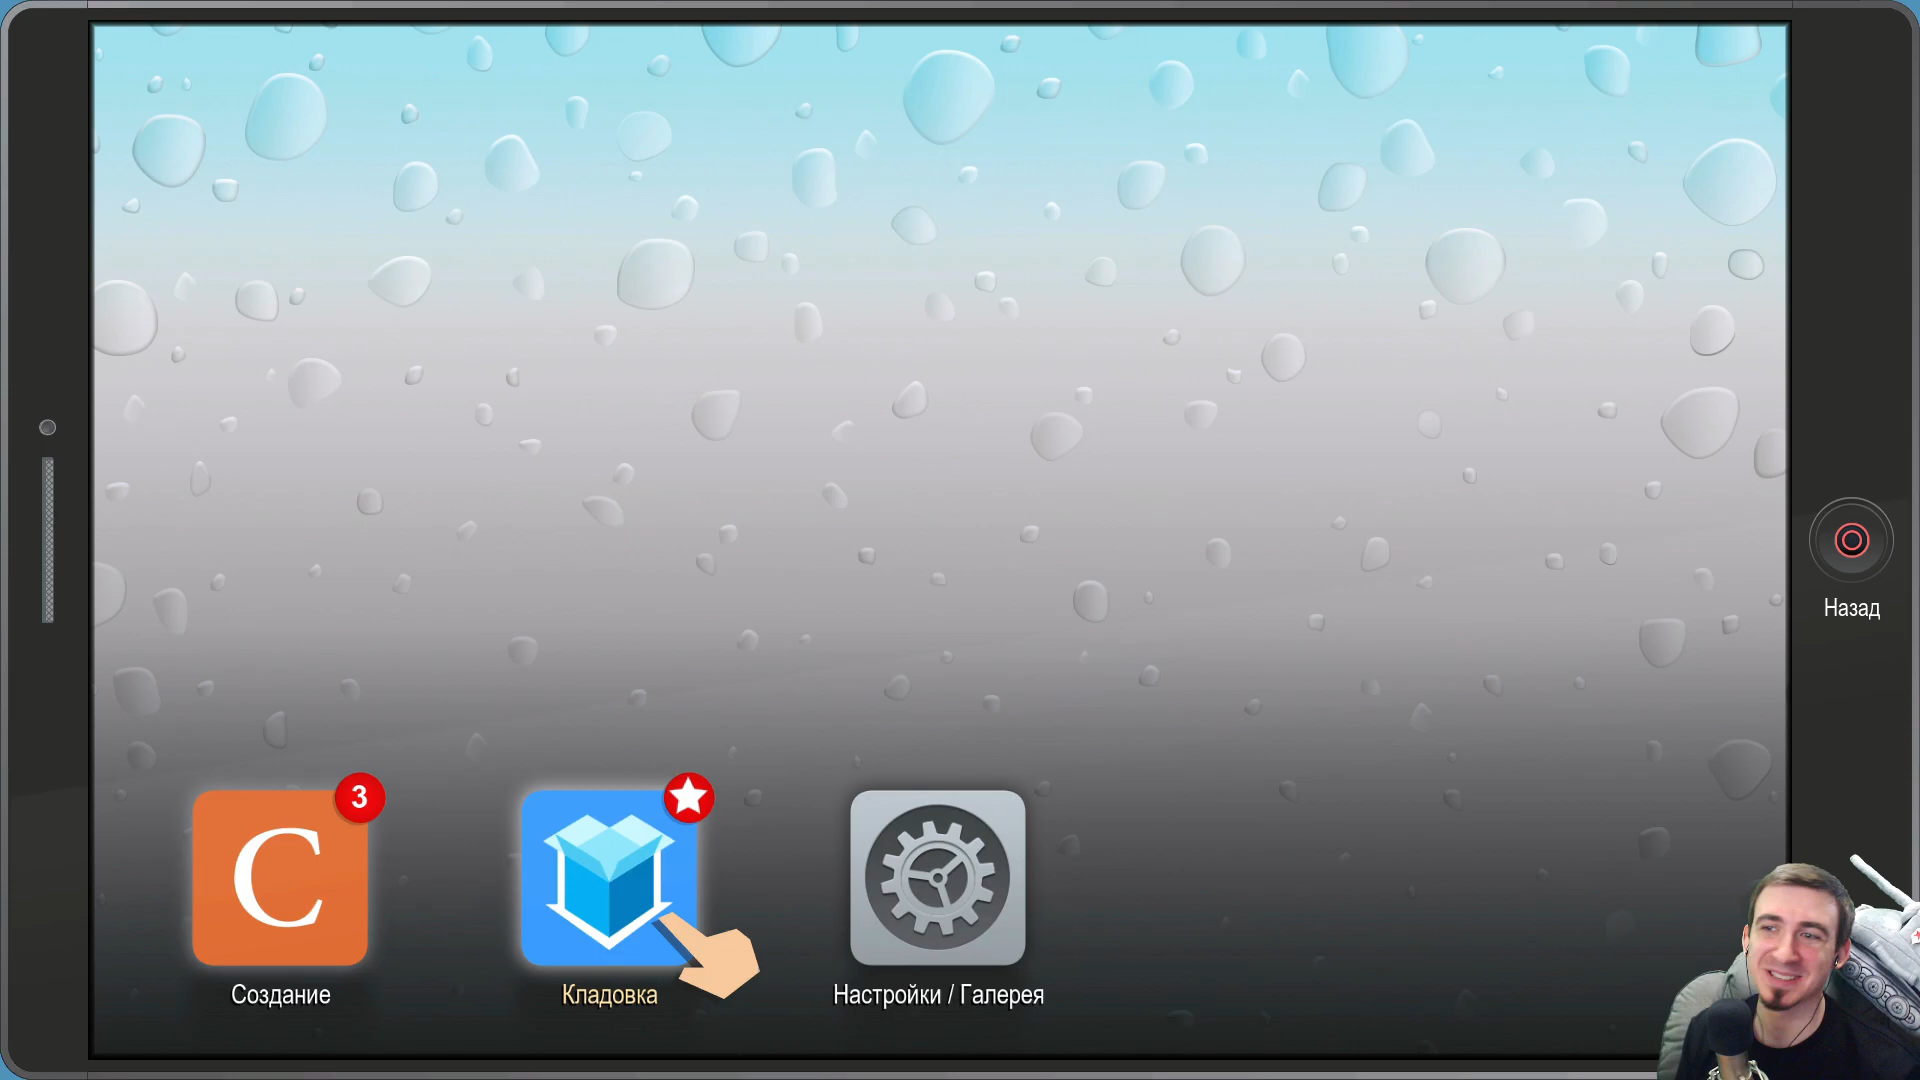 Назад
3
C
Создание
Кладовка
Настройки / Галерея